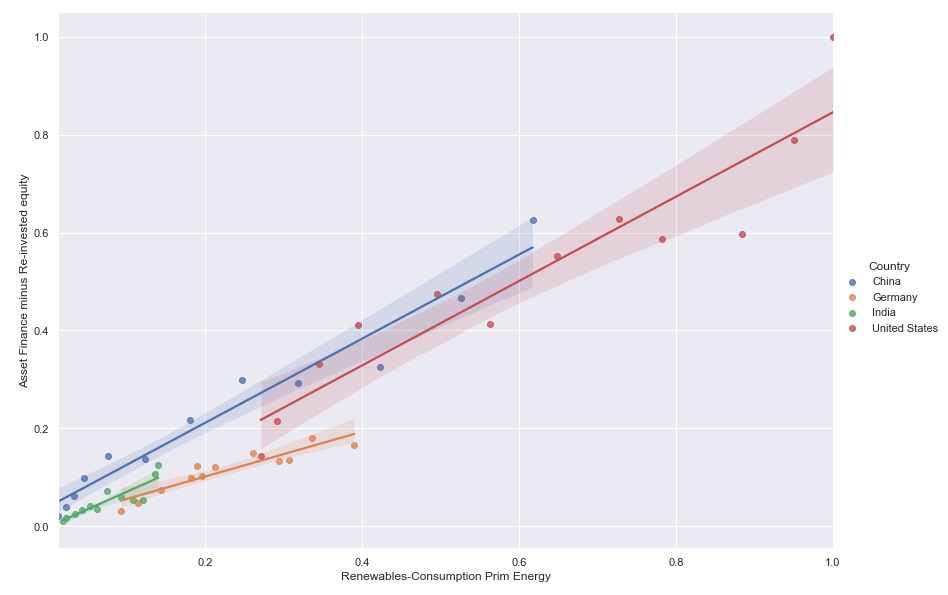 1.0
0.8
0.6
0.4
0.2
0.0
Asset Finance minus Re-invested equity
0.2
0.4
0.6
0.8
1.0
Renewables-Consumption Prim Energy
Country
China
Germany
India
United States